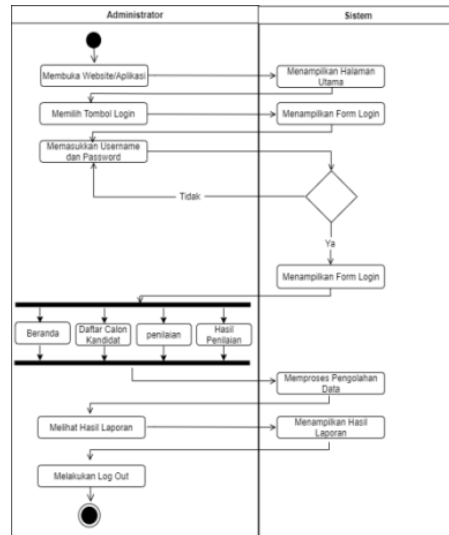 Administrator
Sistem
Membuka Website/Aplikasi
Menampilkan Halaman
Utama
Memilih Tombol Login
Menampilkan Form Login
Memasukkan Username
dan Password
Tidak
Ya
Menampilkan Form Login
Beranda
Daftar Calon
Kandidat
penilaian
Hasil
Penilaian
Memproses Pengolahan
Data
Melihat Hasil Laporan
Menampilkan Hasil
Laporan
Melakukan Log Out